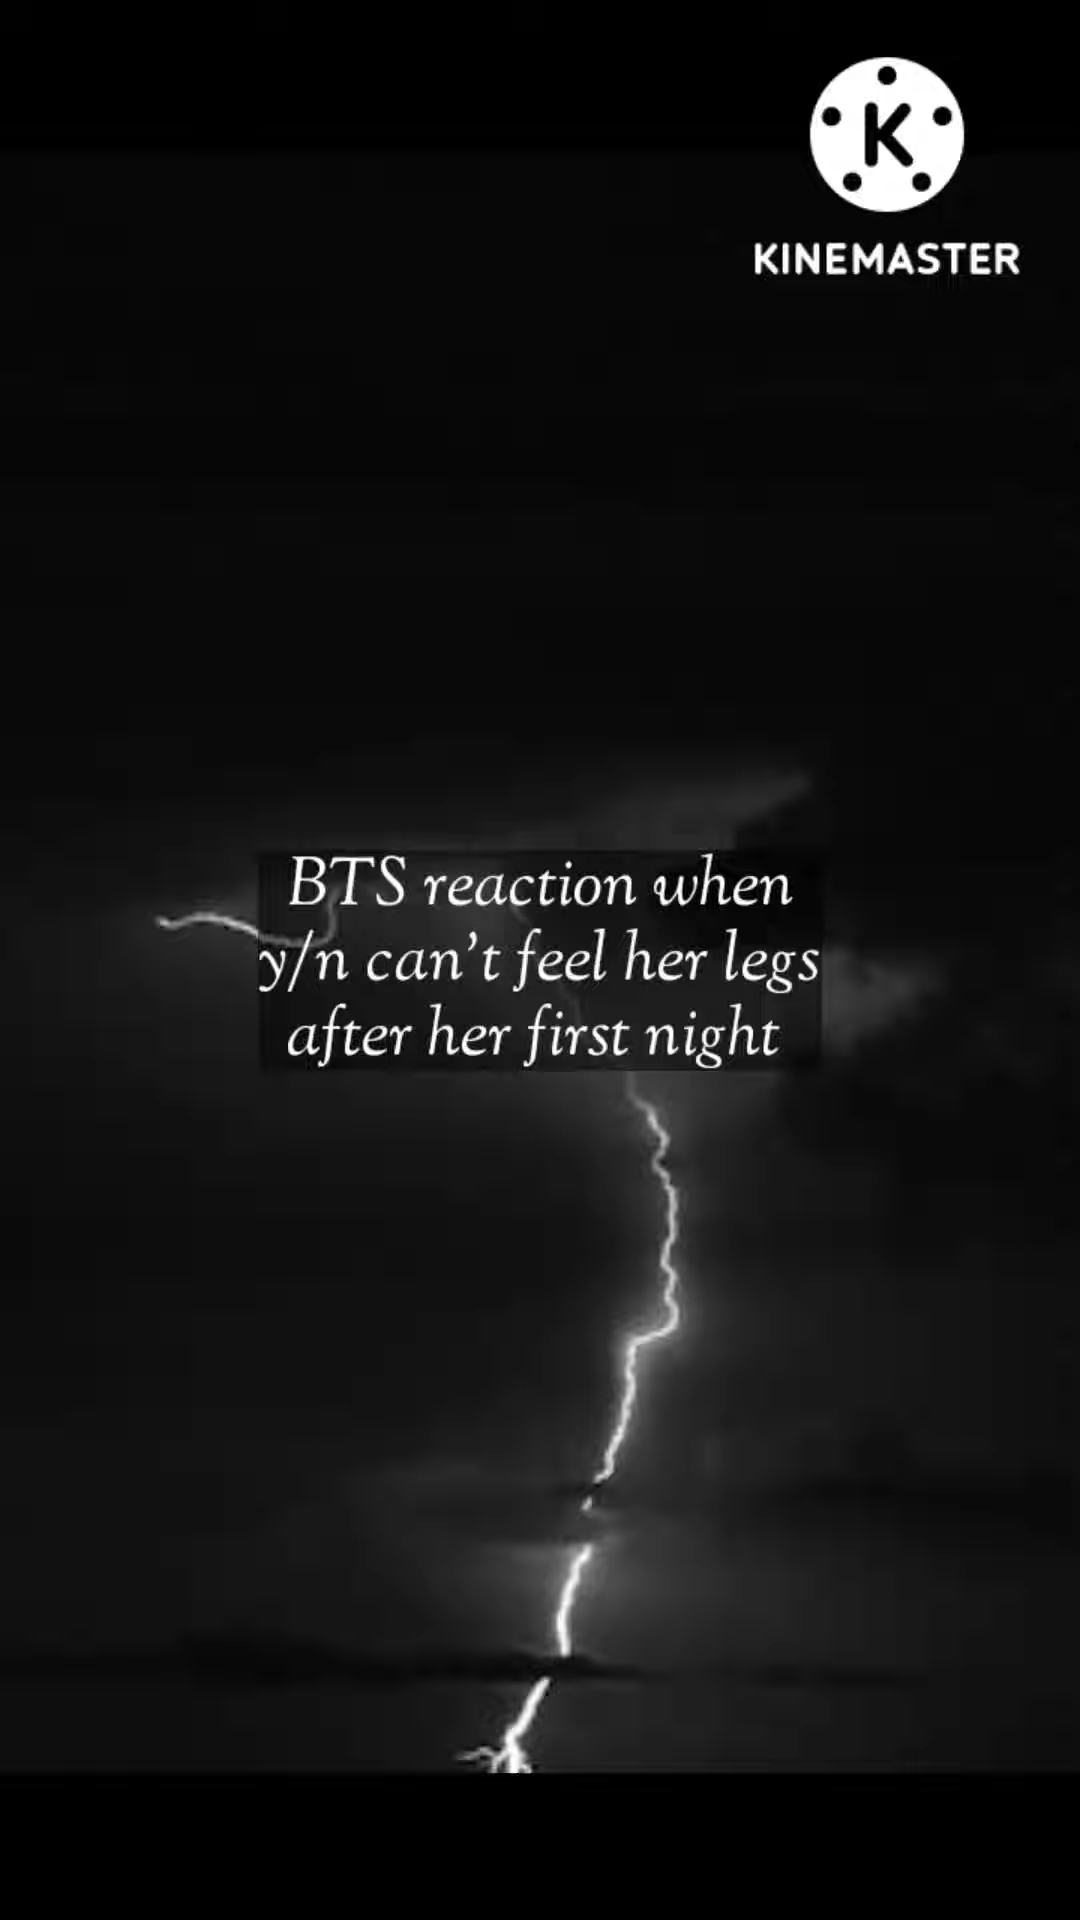 K
KINEMASTER
BTS reaction when
y/n can't feel her legs
after her first night